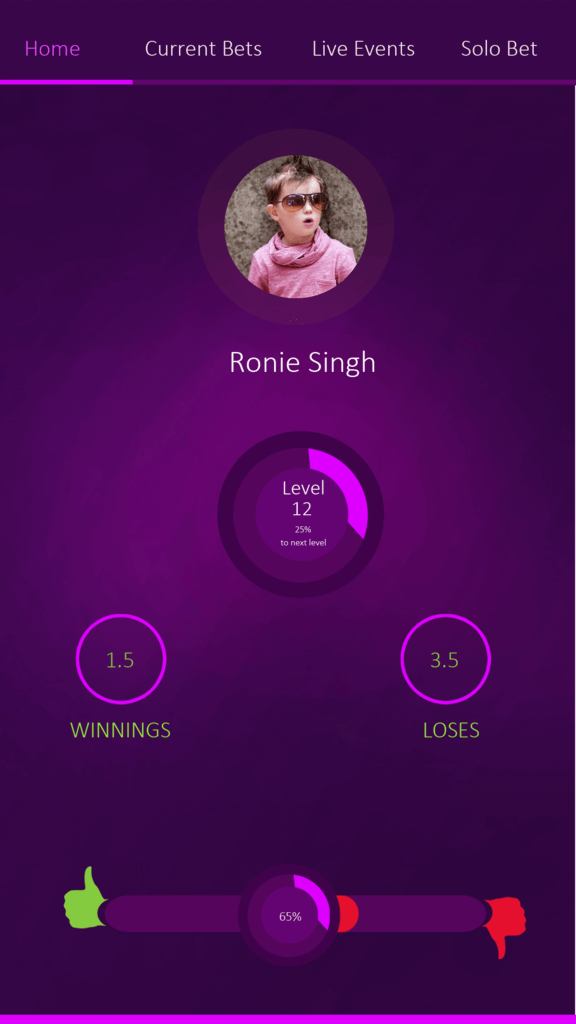 Home Current Bets Live Events Solo Bet
Ronie Singh
Level
12
25%
to next level
1.5 3.5
WINNINGS LOSES
65%